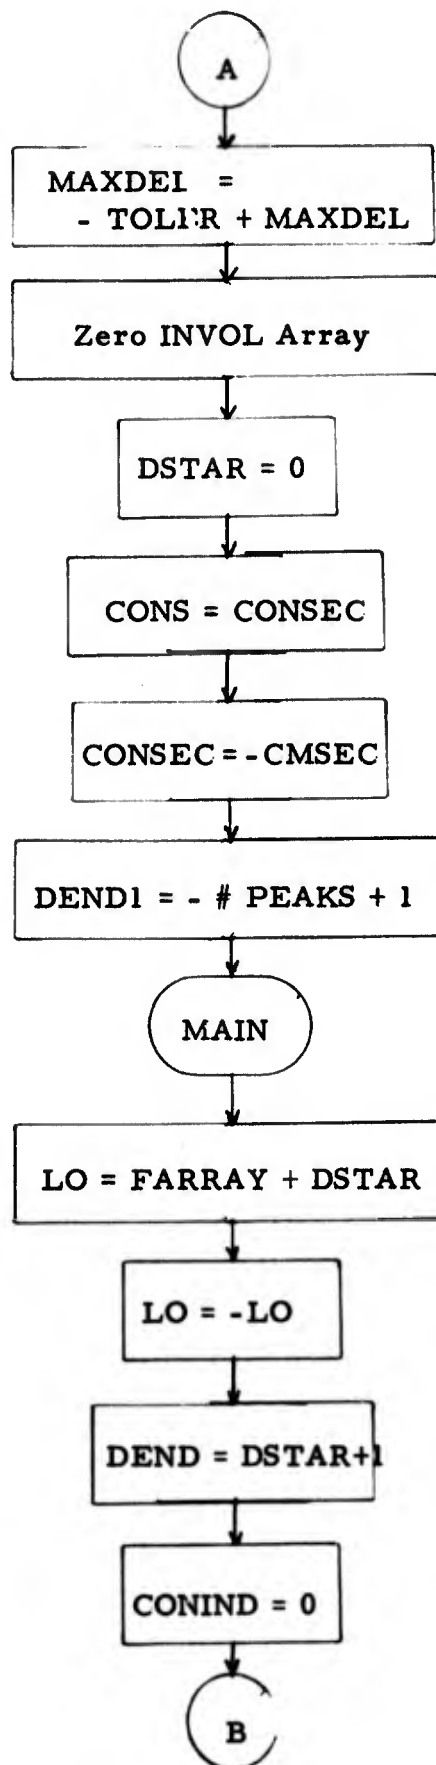 A
MAXDEL =
- + MAXDEL
Zero INVOL Array
DSTAR = 0
CONS = CONSEC
CONSEC = -CMSEC
DEND1 = - # PEAKS + 1
MAIN
LO = FARRAY + DSTAR
LO = -LO
DEND = DSTAR+1
CONIND = 0
B